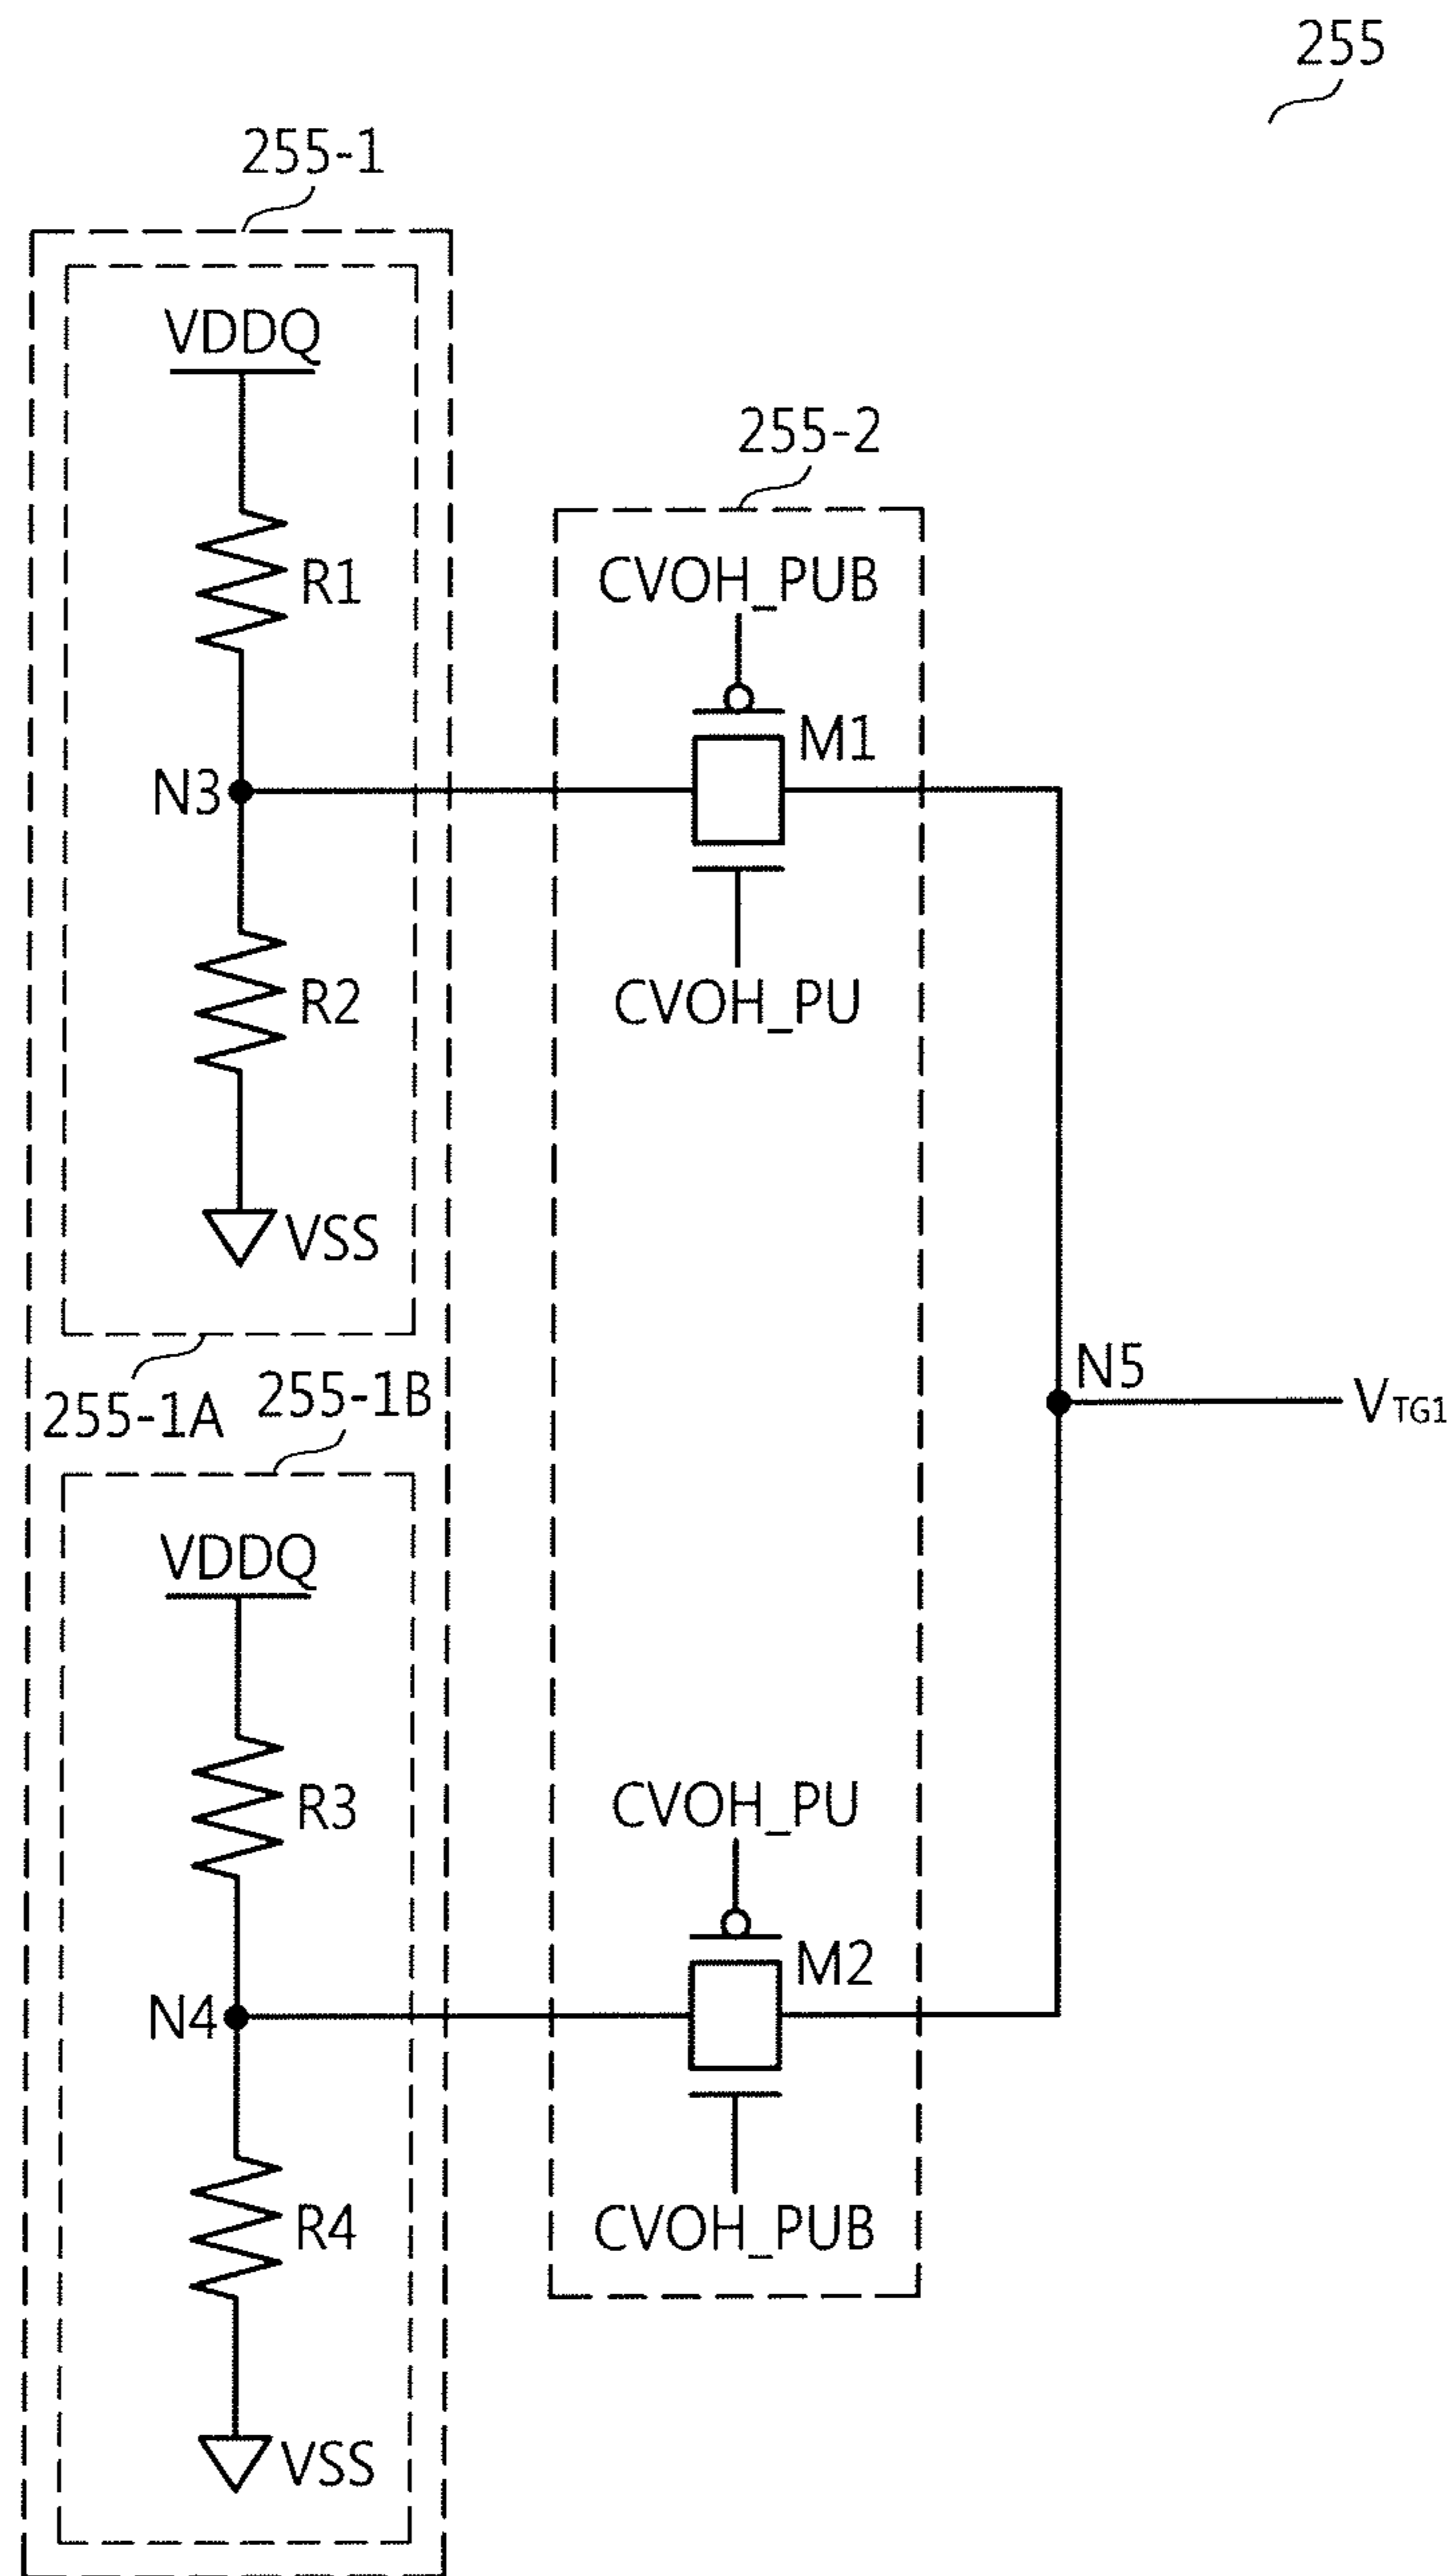 255
255-1
VDDQ
255-2
R1
CVOH_PUB
M1
N3
R2
CVOH_PU
VSS
N5
255-1A
255-1B
VTG1
VDDQ
R3
CVOH_PU
M2
N4
R4
CVOH_PUB
VSS